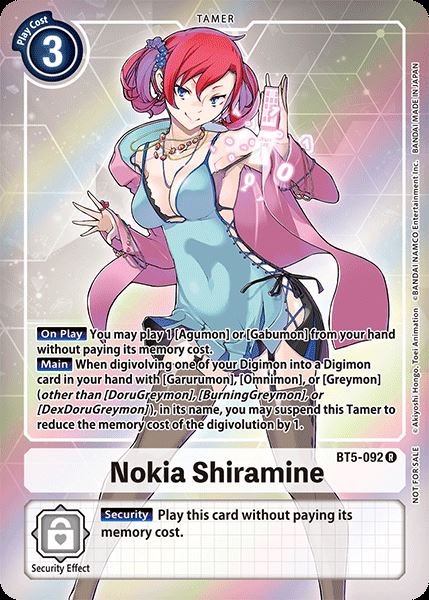 TAMER
Play Cost
3
On Play You may play 1 [Agumon] or [Gabumon] from your hand
without paying its memory cost.
Main When digivolving one of your Digimon into a Digimon
card in your hand with [Garurumon], [Omnimon], or [Greymon]
(other than [DoruGreymon], [BurningGreymon], or
[DexDoruGreymon]), in its name, you may suspend this Tamer to
reduce the memory cost of the digivolution by 1.
BT5-092 R
Nokia Shiramine
Security Play this card without paying its
memory cost.
Security Effect
NOT FOR SALE ©Akiyoshi Hongo, Toei Animation ©BANDAI NAMCO Entertainment Inc. BANDAI MADE IN JAPAN